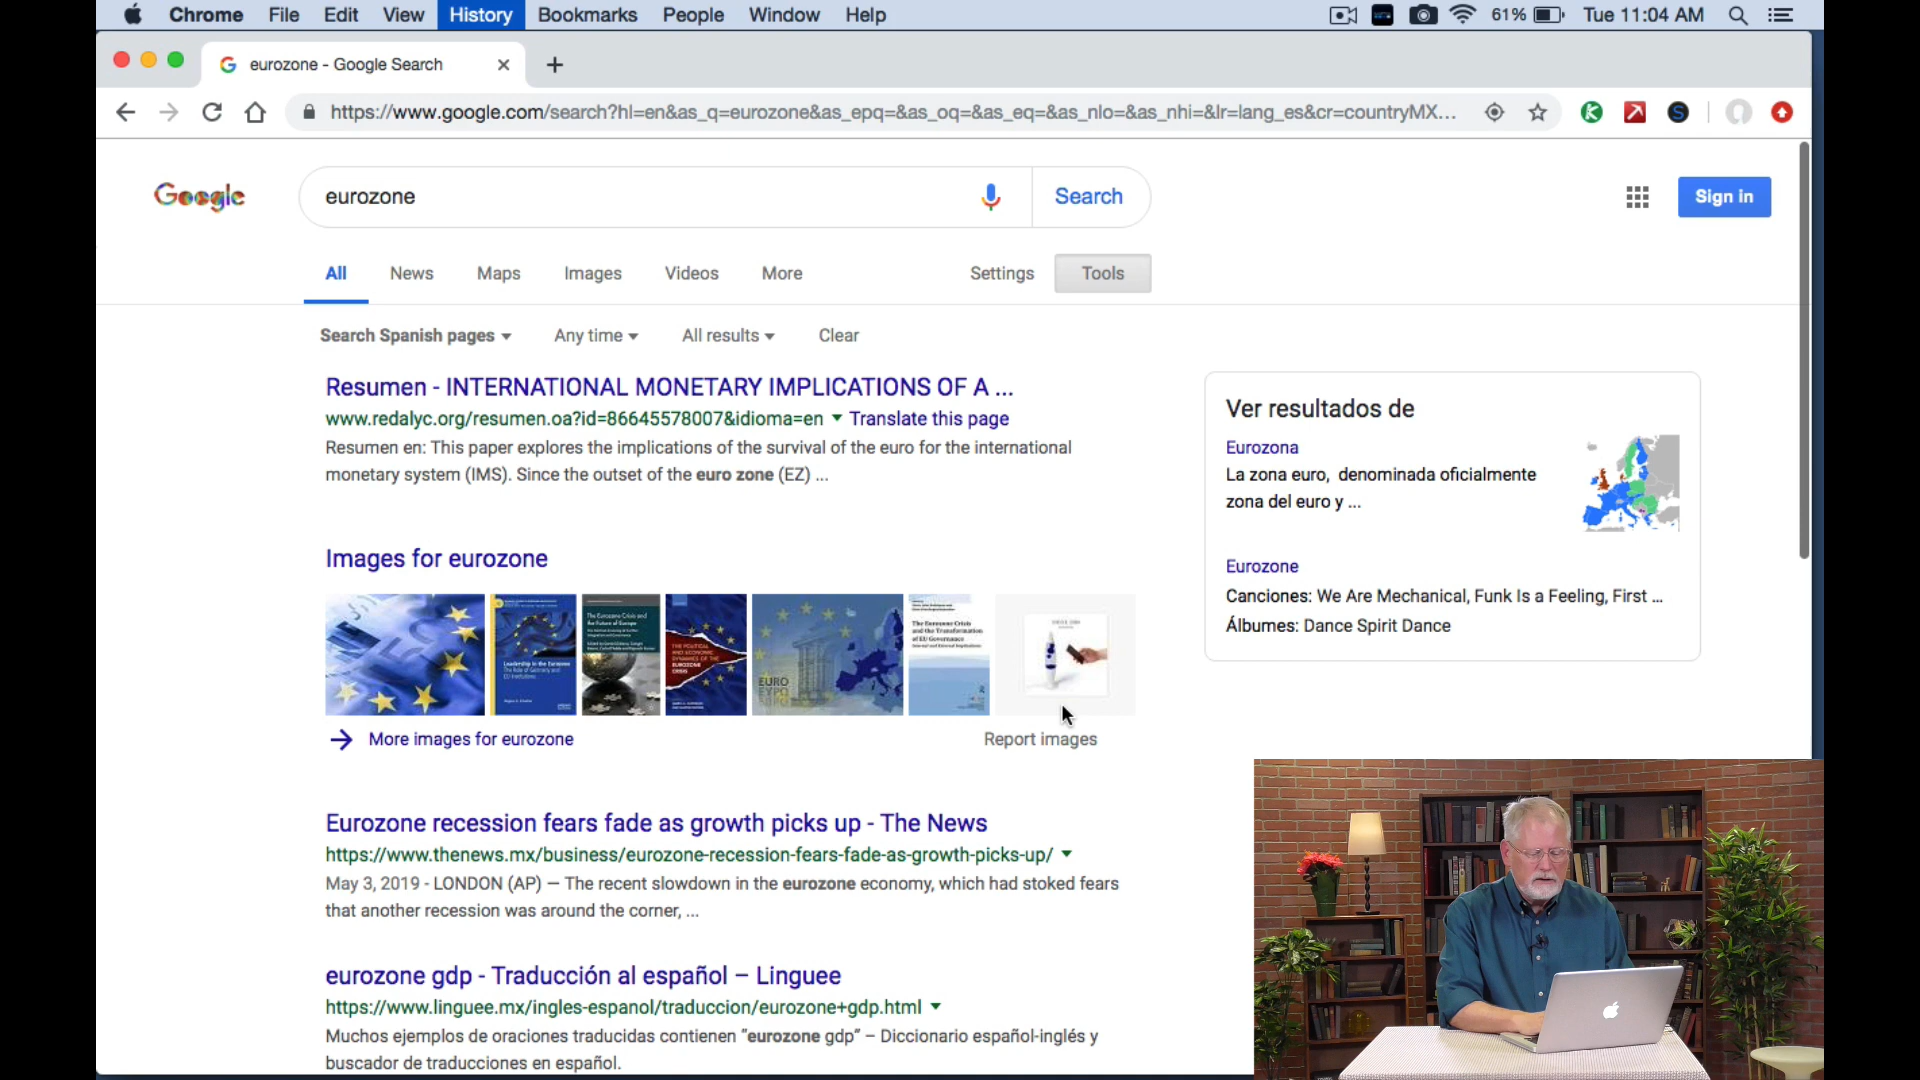 Chrome File Edit View History Bookmarks People Window Help 61% Tue 11:04 AM
eurozone - Google Search
https://www.google.com/search?hl=en&as_q=eurozone&as_epq=&as_oq=&as_eq=&as_nlo=&as_nhi=&lr=lang_es&cr=countryMX...
Google eurozone Search Sign in
All News Maps Images Videos More Settings Tools
Search Spanish pages Any time All results Clear
Resumen - INTERNATIONAL MONETARY IMPLICATIONS OF A ...
www.redalyc.org/resumen.oa?id=86645578007&idioma=en Translate this page
Resumen en: This paper explores the implications of the survival of the euro for the international
monetary system (IMS). Since the outset of the euro zone (EZ) ...
Images for eurozone
More images for eurozone Report images
Eurozone recession fears fade as growth picks up - The News
https://www.thenews.mx/business/eurozone-recession-fears-fade-as-growth-picks-up/
May 3, 2019 - LONDON (AP) — The recent slowdown in the eurozone economy, which had stoked fears
that another recession was around the corner, ...
eurozone gdp - Traducción al español – Linguee
https://www.linguee.mx/ingles-espanol/traduccion/eurozone+gdp.html
Muchos ejemplos de oraciones traducidas contienen "eurozone gdp" – Diccionario español-inglés y
buscador de traducciones en español.
Ver resultados de
Eurozona
La zona euro, denominada oficialmente
zona del euro y ...
Eurozone
Canciones: We Are Mechanical, Funk Is a Feeling, First ...
Álbumes: Dance Spirit Dance